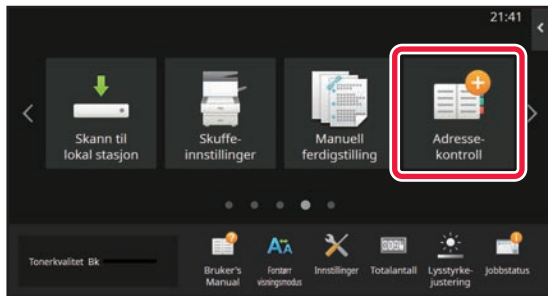 21:41
Skann til
lokal stasjon
Skuffe-
innstillinger
Manuell
ferdigstilling
Adresse-
kontroll
Tonerkvalitet Bk
Bruker's
Manual
Forstørr
visningsmodus
Innstillinger
Totalantall
Lysstyrke-
justering
Jobbstatus